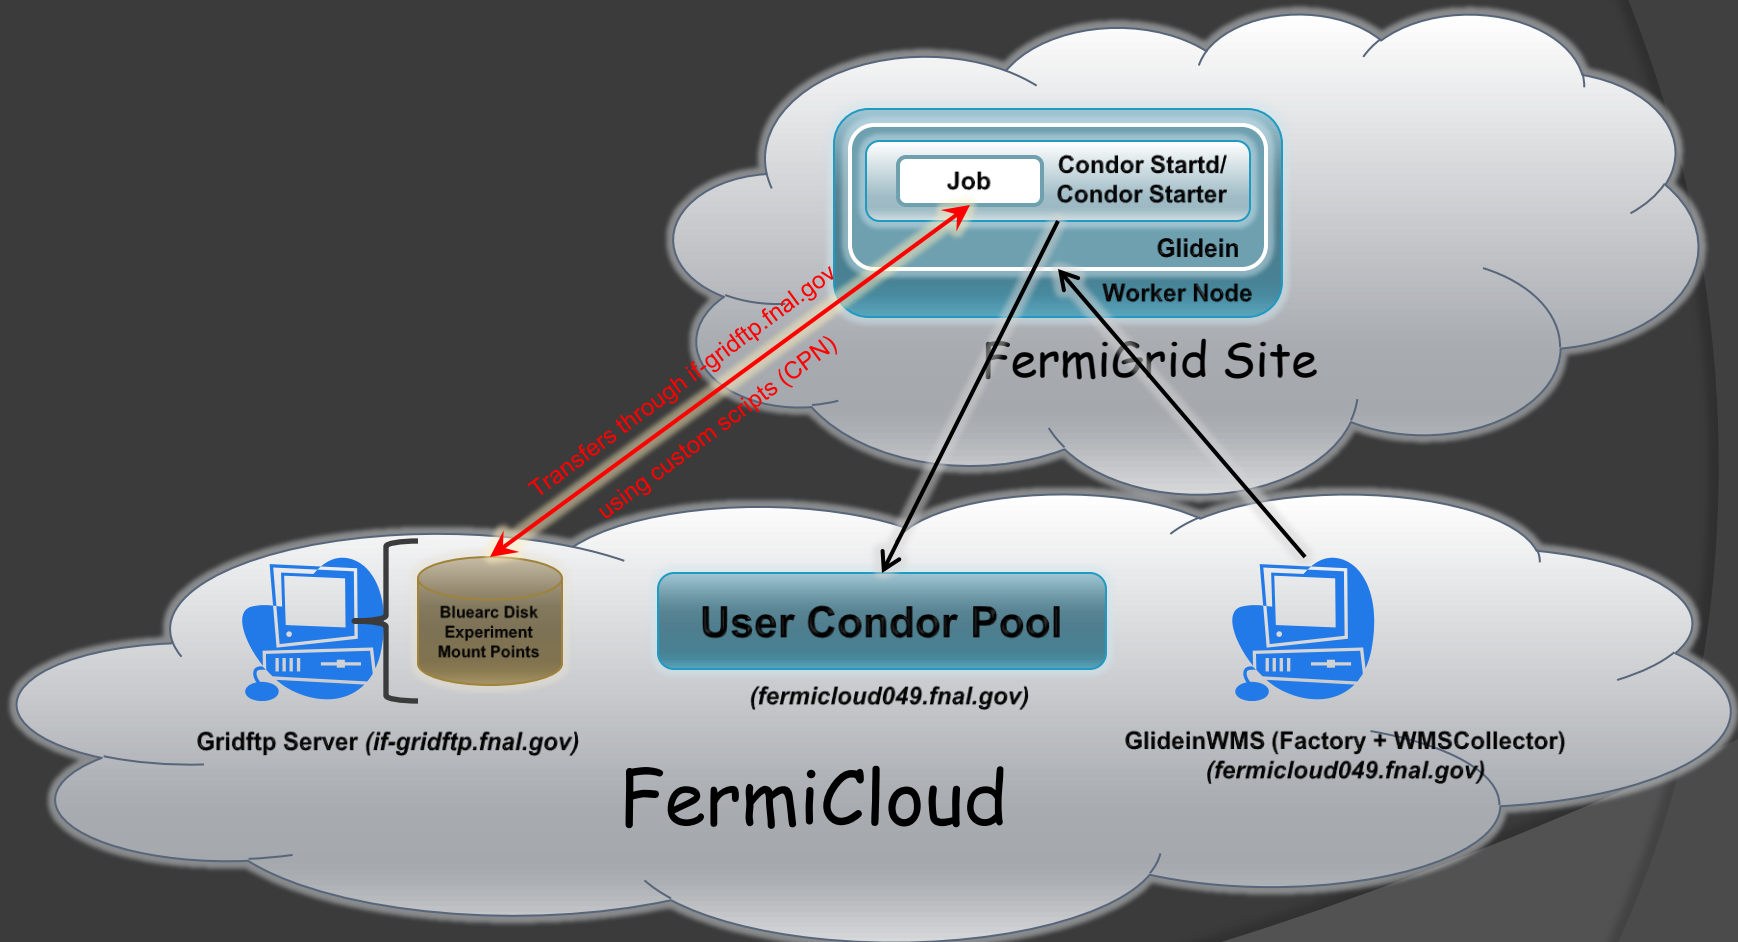 Job
Condor Startd/
Condor Starter
Glidein
Worker Node
FermiGrid Site
Transfers through if-gridftp.fnal.gov
using custom scripts (CPN)
Bluearc Disk
Experiment
Mount Points
User Condor Pool
(fermicloud049.fnal.gov)
Gridftp Server (if-gridftp.fnal.gov)
GlideinWMS (Factory + WMSCollector)
(fermicloud049.fnal.gov)
FermiCloud